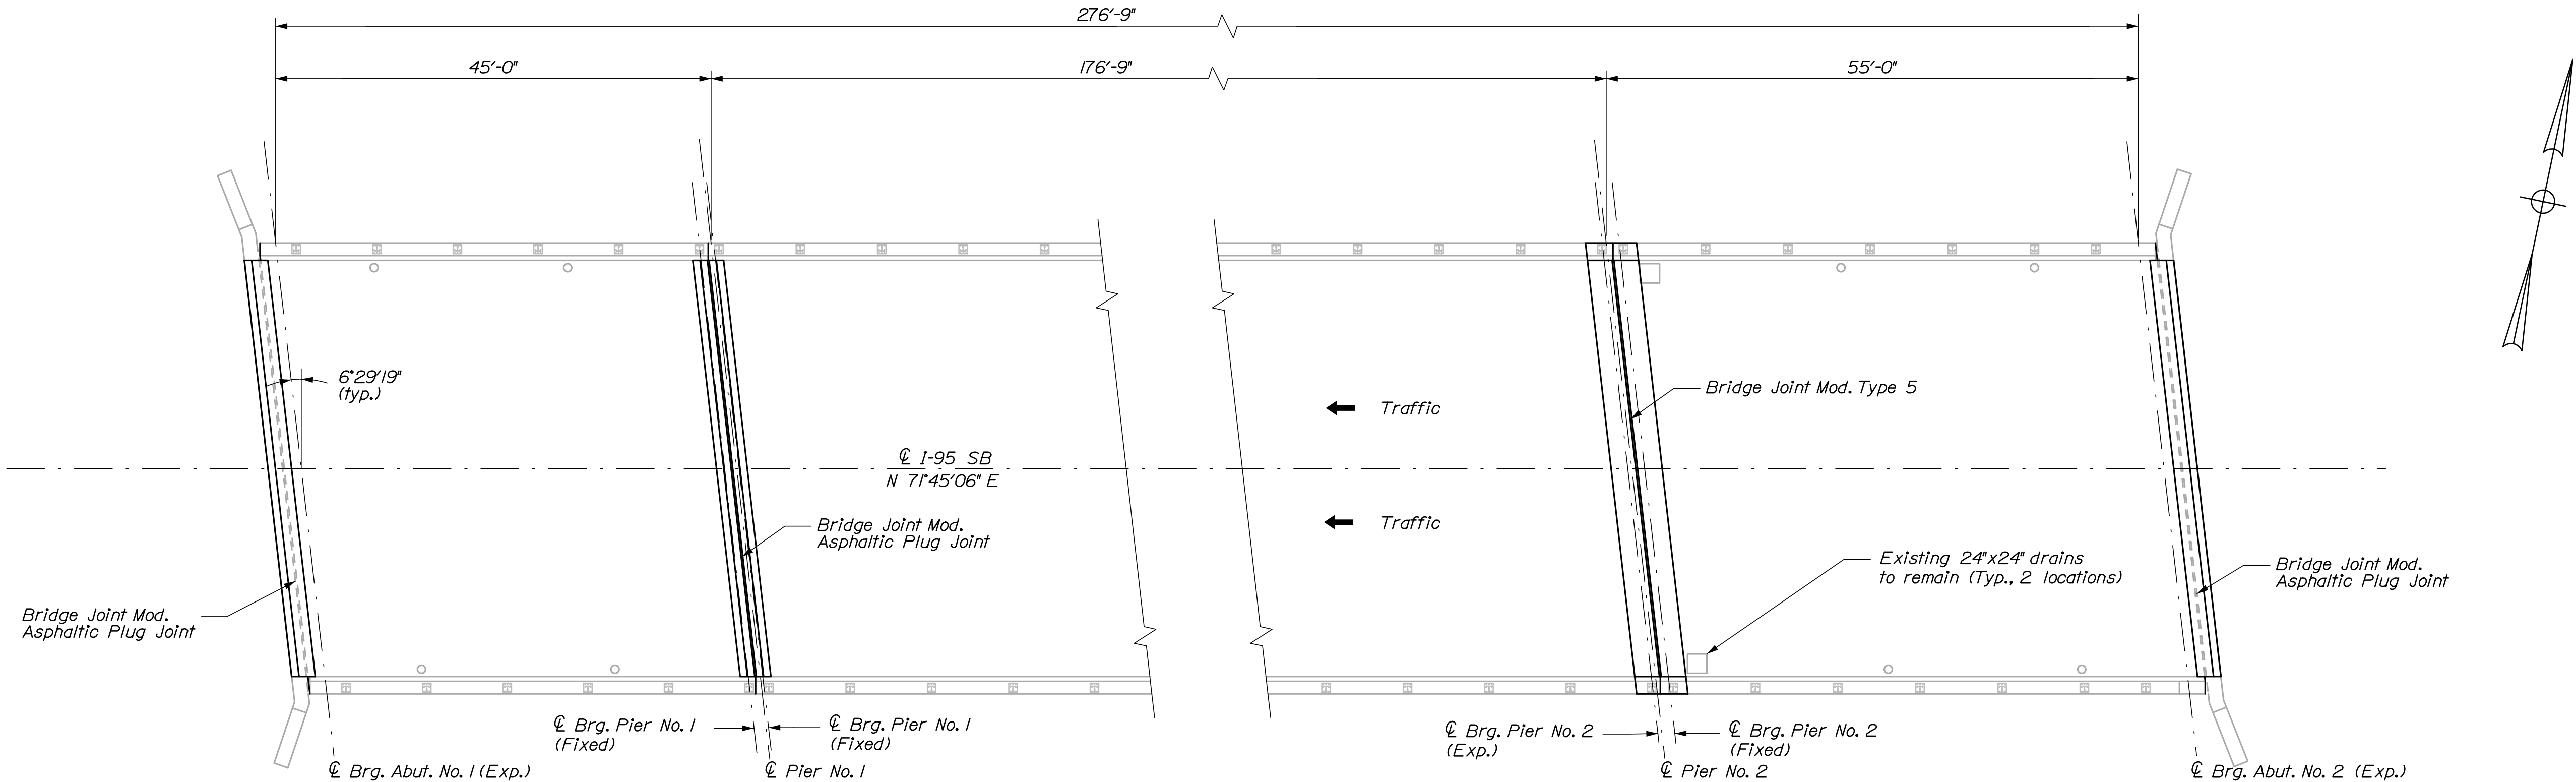 276'-9"
45'-0"
176'-9"
55'-0"
6°29'19"
(typ.)
Bridge Joint Mod. Type 5
Traffic
℄ I-95 SB
N 71°45'06" E
Bridge Joint Mod.
Asphaltic Plug Joint
Traffic
Existing 24"x24" drains
to remain (Typ., 2 locations)
Bridge Joint Mod.
Asphaltic Plug Joint
Bridge Joint Mod.
Asphaltic Plug Joint
℄ Brg. Pier No. 1
(Fixed)
℄ Brg. Pier No. 1
(Fixed)
℄ Brg. Pier No. 2
(Exp.)
℄ Brg. Pier No. 2
(Fixed)
℄ Brg. Abut. No. 1 (Exp.)
℄ Pier No. 1
℄ Pier No. 2
℄ Brg. Abut. No. 2 (Exp.)